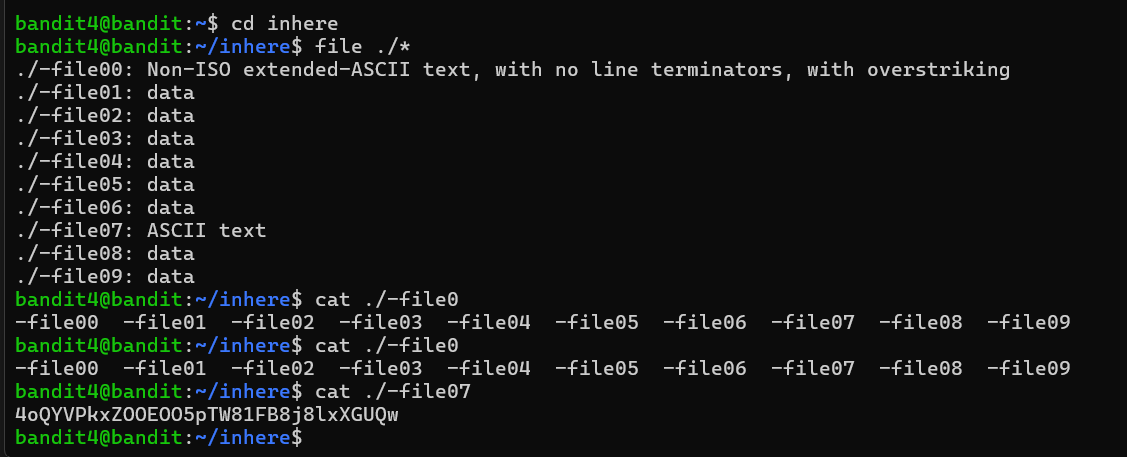 bandit4@bandit:~$ cd inhere
bandit4@bandit:~/inhere$ file ./*
./-file00: Non-ISO extended-ASCII text, with no line terminators, with overstriking
./-file01: data
./-file02: data
./-file03: data
./-file04: data
./-file05: data
./-file06: data
./-file07: ASCII text
./-file08: data
./-file09: data
bandit4@bandit:~/inhere$ cat ./-file0
-file00  -file01  -file02  -file03  -file04  -file05  -file06  -file07  -file08  -file09
bandit4@bandit:~/inhere$ cat ./-file0
-file00  -file01  -file02  -file03  -file04  -file05  -file06  -file07  -file08  -file09
bandit4@bandit:~/inhere$ cat ./-file07
4oQYVPkxZOOEOO5pTW81FB8j8lxXGUQw
bandit4@bandit:~/inhere$